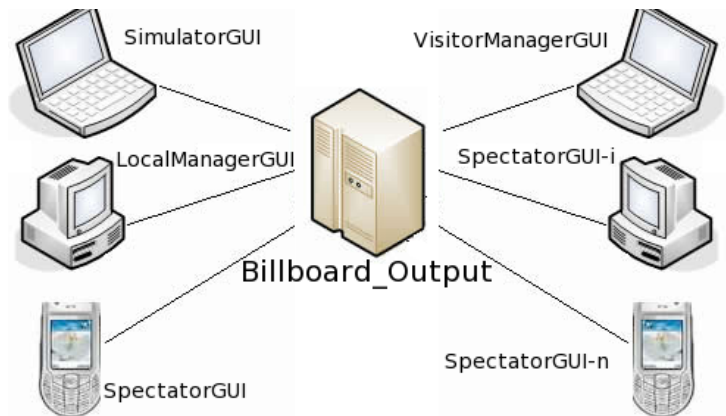 SimulatorGUI
VisitorManagerGUI
LocalManagerGUI
SpectatorGUI-i
Billboard_Output
SpectatorGUI
SpectatorGUI-n